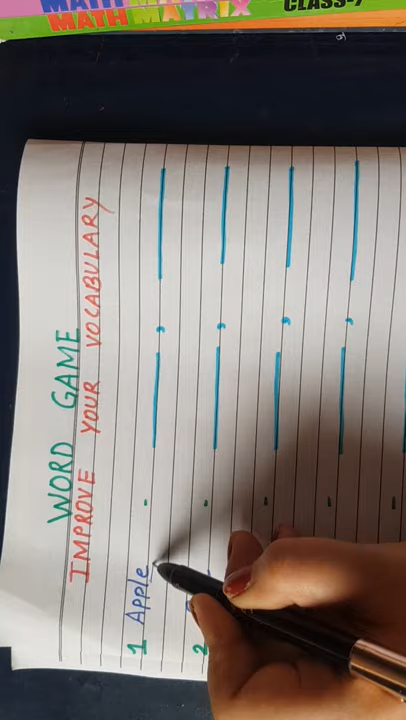 MATH MATRIX
CLASS-7
WORD GAME
IMPROVE YOUR VOCABULARY
1 Apple - ,
2 - ,
- ,
- ,
-